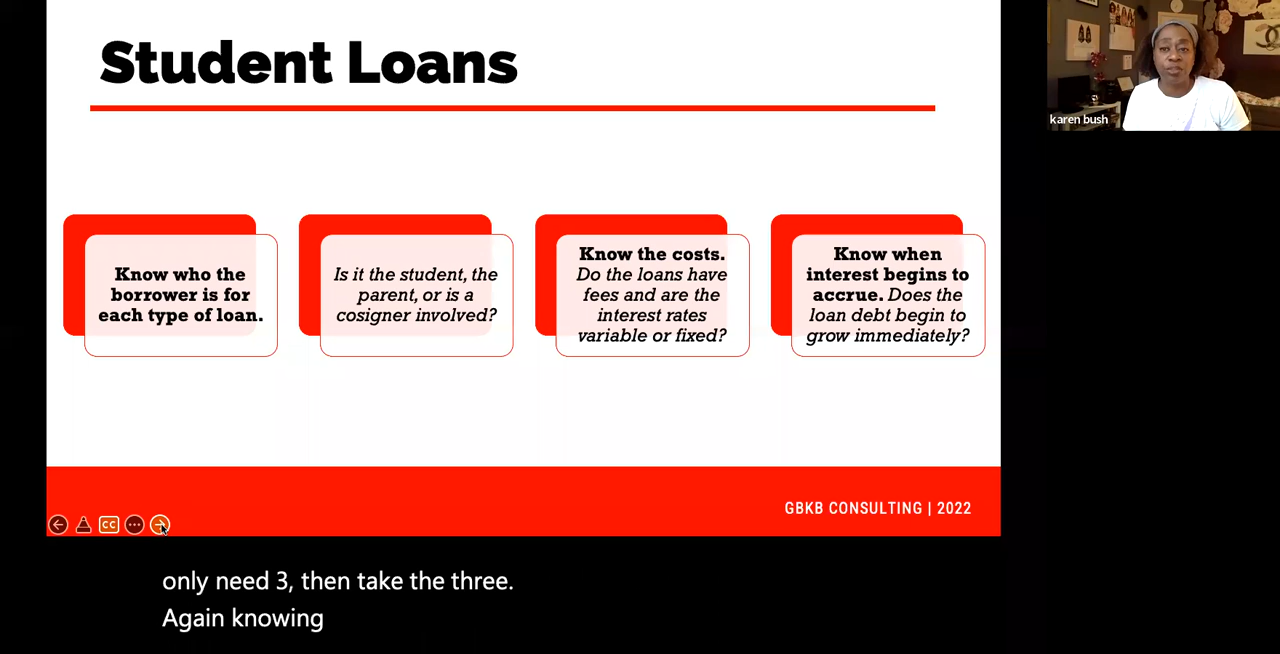 Student Loans
karen bush
Know who the
borrower is for
each type of loan.
Is it the student, the
parent, or is a
cosigner involved?
Know the costs.
Do the loans have
fees and are the
interest rates
variable or fixed?
Know when
interest begins to
accrue. Does the
loan debt begin to
grow immediately?
GBKB CONSULTING | 2022
CC
only need 3, then take the three.
Again knowing